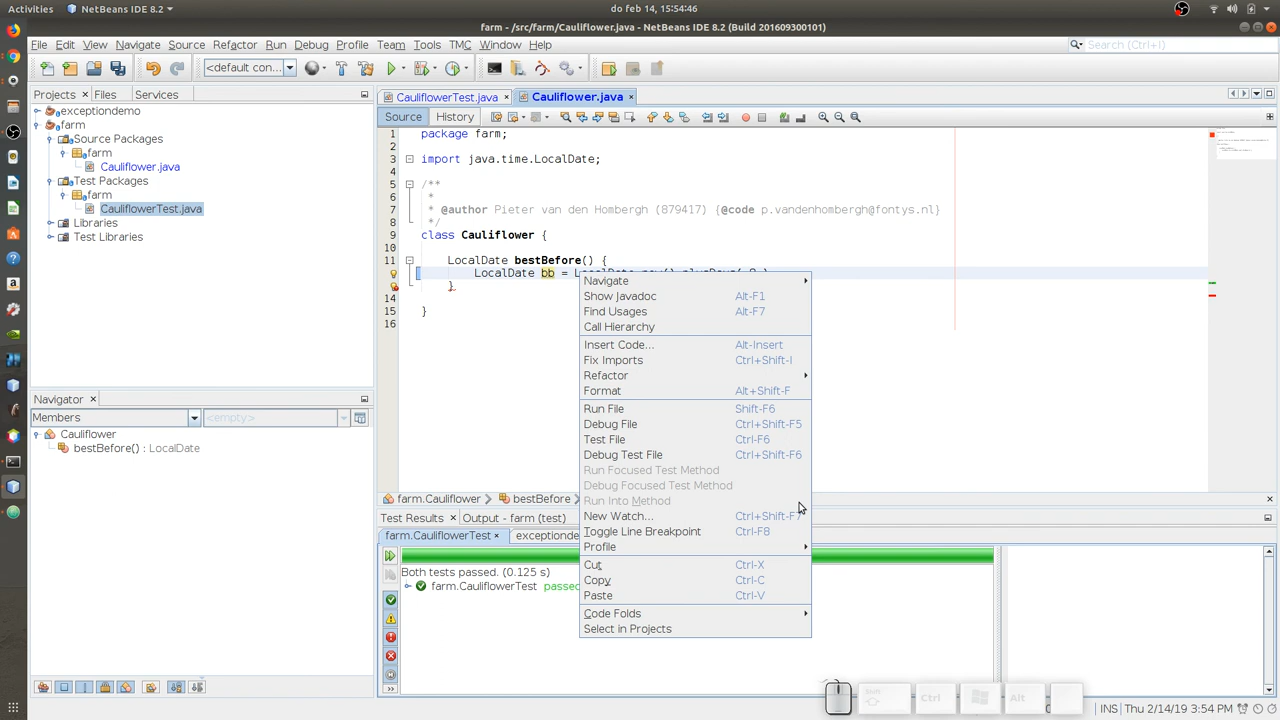 Activities NetBeans IDE 8.2 do feb 14, 15:54:46
farm - /src/farm/Cauliflower.java - NetBeans IDE 8.2 (Build 201609300101)
File Edit View Navigate Source Refactor Run Debug Profile Team Tools TMC Window Help Search (Ctrl+I)
<default con...
Projects Files Services
exceptiondemo
farm
Source Packages
farm
Cauliflower.java
Test Packages
farm
CauliflowerTest.java
Libraries
Test Libraries
CauliflowerTest.java Cauliflower.java
Source History
1 package farm;
2
3 import java.time.LocalDate;
4
5 /**
6 *
7 * @author Pieter van den Hombergh (879417) {@code p.vandenhombergh@fontys.nl}
8 */
9 class Cauliflower {
10
11 LocalDate bestBefore() {
LocalDate bb =
}
14
15 }
16
Navigate
Show Javadoc Alt-F1
Find Usages Alt-F7
Call Hierarchy
Insert Code... Alt-Insert
Fix Imports Ctrl+Shift-I
Refactor
Format Alt+Shift-F
Run File Shift-F6
Debug File Ctrl+Shift-F5
Test File Ctrl-F6
Debug Test File Ctrl+Shift-F6
Run Focused Test Method
Debug Focused Test Method
Run Into Method
New Watch... Ctrl+Shift-F7
Toggle Line Breakpoint Ctrl-F8
Profile
Cut Ctrl-X
Copy Ctrl-C
Paste Ctrl-V
Code Folds
Select in Projects
Navigator
Members <empty>
Cauliflower
bestBefore() : LocalDate
farm.Cauliflower bestBefore
Test Results Output - farm (test)
farm.CauliflowerTest exceptionde
Both tests passed. (0.125 s)
farm.CauliflowerTest passed
Shift Ctrl Alt
INS Thu 2/14/19 3:54 PM